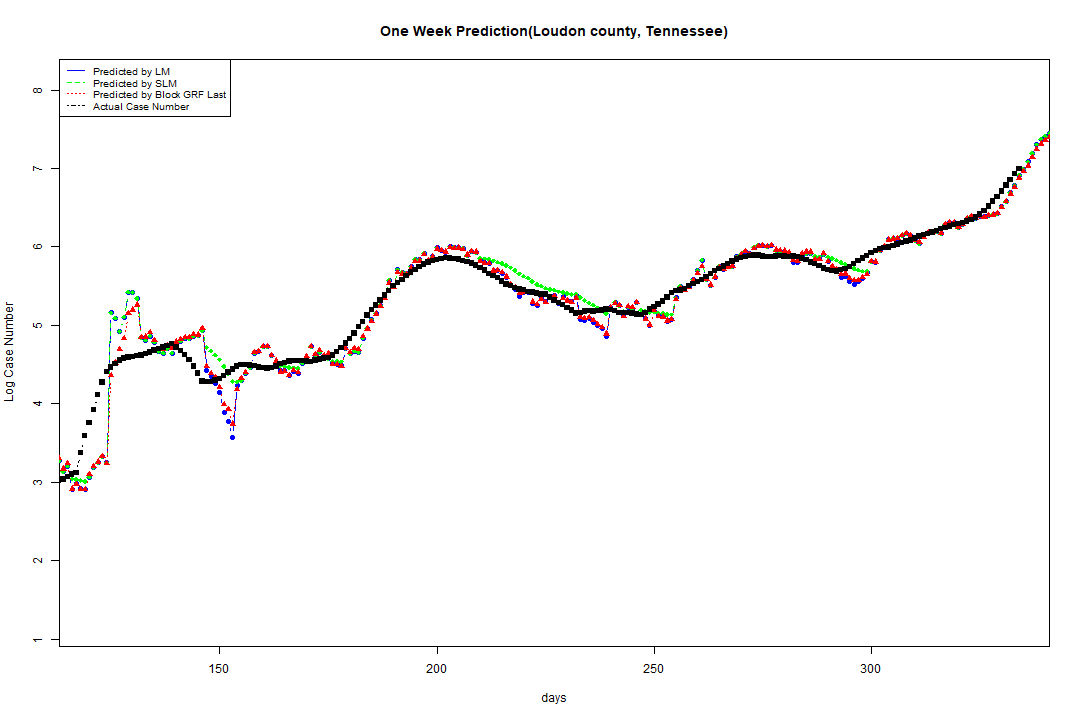 One Week Prediction(Loudon county, Tennessee)
Predicted by LM
Predicted by SLM
Predicted by Block GRF Last
Actual Case Number
8
7
6
5
4
3
2
1
Log Case Number
150 200 250 300
days